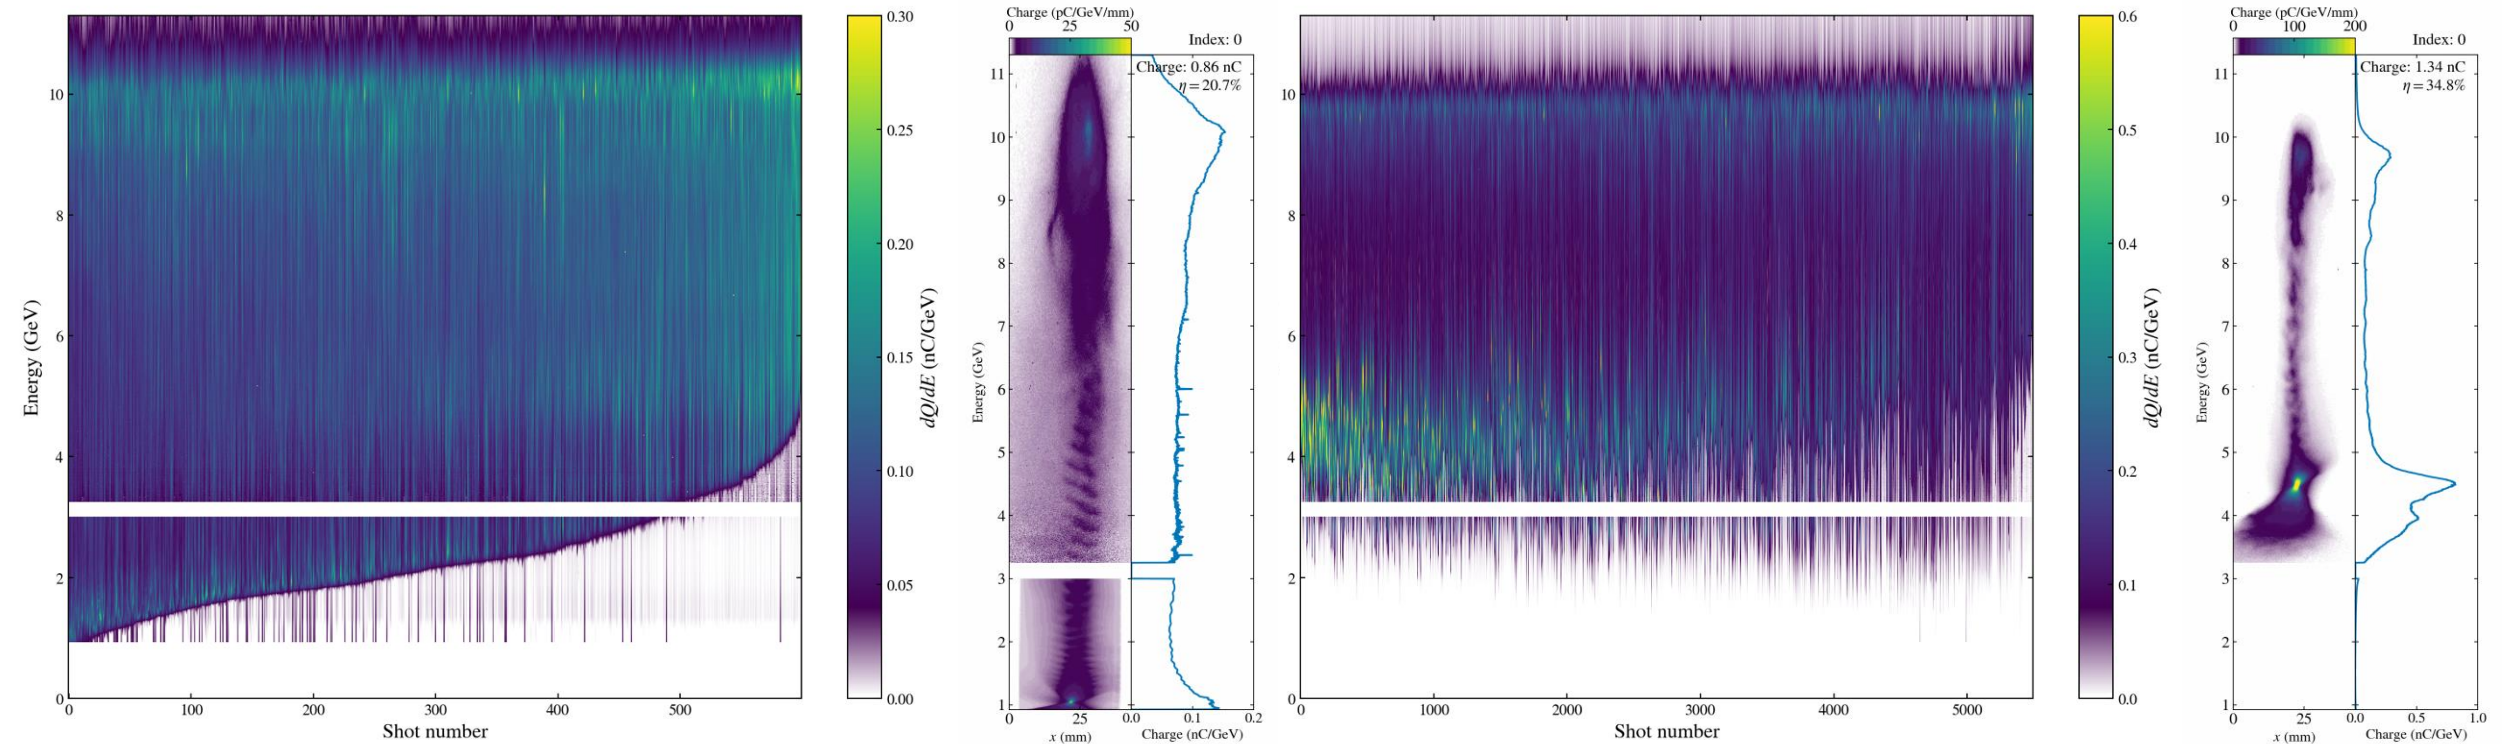 Energy (GeV)
10
8
6
4
2
0
0 100 200 300 400 500
Shot number
0.30
0.25
0.20
0.15
0.10
0.05
0.00
dQ/dE (nC/GeV)
Charge (pC/GeV/mm)
0 25 50
Index: 0
Charge: 0.86 nC
η = 20.7%
Energy (GeV)
11
10
9
8
7
6
5
4
3
2
1
0 25
x (mm)
0.0 0.1 0.2
Charge (nC/GeV)
10
8
6
4
2
0
0 1000 2000 3000 4000 5000
Shot number
0.6
0.5
0.4
0.3
0.2
0.1
0.0
dQ/dE (nC/GeV)
Charge (pC/GeV/mm)
0 100 200
Index: 0
Charge: 1.34 nC
η = 34.8%
Energy (GeV)
11
10
9
8
7
6
5
4
3
2
1
0 25
x (mm)
0.0 0.5 1.0
Charge (nC/GeV)